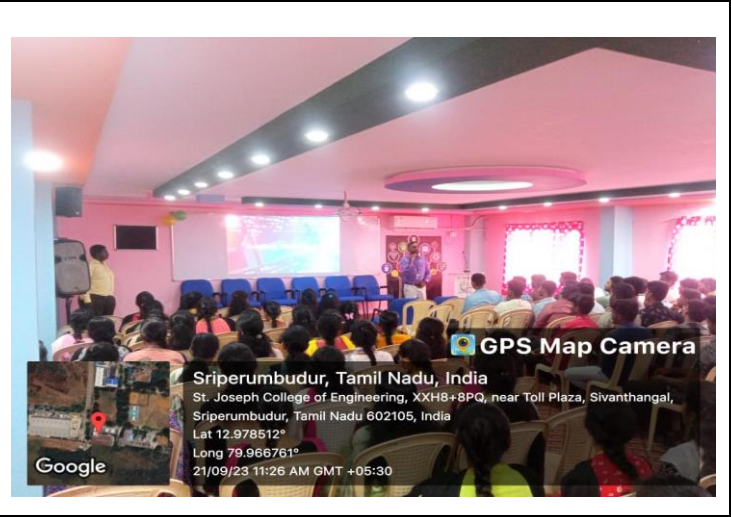 GPS Map Camera
Sriperumbudur, Tamil Nadu, India
St. Joseph College of Engineering, XXH8+8PQ, near Toll Plaza, Sivanthangal,
Sriperumbudur, Tamil Nadu 602105, India
Lat 12.978512°
Long 79.966761°
21/09/23 11:26 AM GMT +05:30
Google